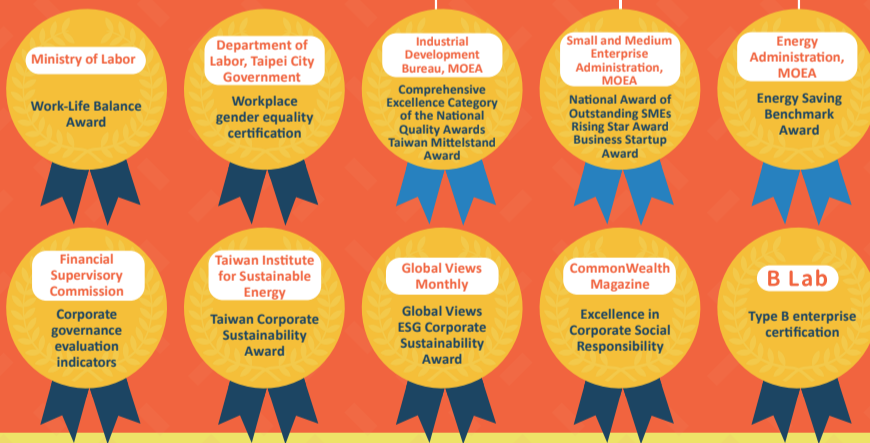 Ministry of Labor
Work-Life Balance
Award
Department of
Labor, Taipei City
Government
Workplace
gender equality
certification
Industrial
Development
Bureau, MOEA
Comprehensive
Excellence Category
of the National
Quality Awards
Taiwan Mittelstand
Award
Small and Medium
Enterprise
Administration,
MOEA
National Award of
Outstanding SMEs
Rising Star Award
Business Startup
Award
Energy
Administration,
MOEA
Energy Saving
Benchmark
Award
Financial
Supervisory
Commission
Corporate
governance
evaluation
indicators
Taiwan Institute
for Sustainable
Energy
Taiwan Corporate
Sustainability
Award
Global Views
Monthly
Global Views
ESG Corporate
Sustainability
Award
CommonWealth
Magazine
Excellence in
Corporate Social
Responsibility
B Lab
Type B enterprise
certification